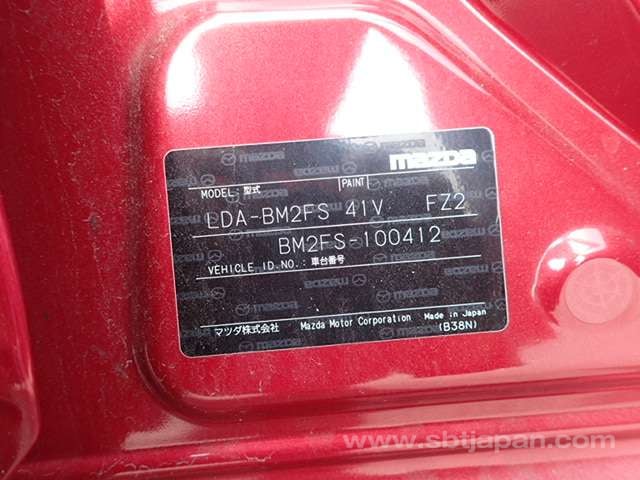 mazda
MODEL:型式 PAINT
LDA-BM2FS 41V FZ2
BM2FS-100412
VEHICLE ID.NO.:車台番号
マツダ株式会社 Mazda Motor Corporation Made in Japan
(B38N)
www.sbtjapan.com